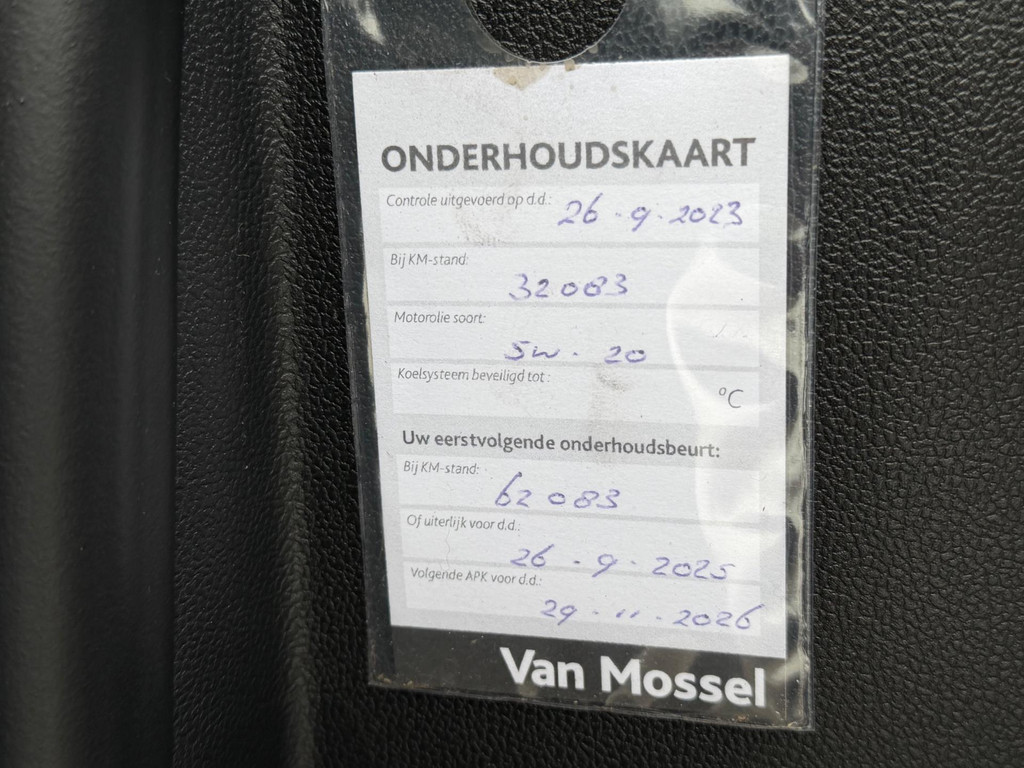 ONDERHOUDSKAART
Controle uitgevoerd op d.d.: 26 - 9 - 2023
Bij KM-stand: 32083
Motorolie soort: 5w - 20
Koelsysteem beveiligd tot: °C
Uw eerstvolgende onderhoudsbeurt:
Bij KM-stand: 62083
Of uiterlijk voor d.d.: 26 - 9 - 2025
Volgende APK voor d.d.: 29 - 11 - 2026
Van Mossel